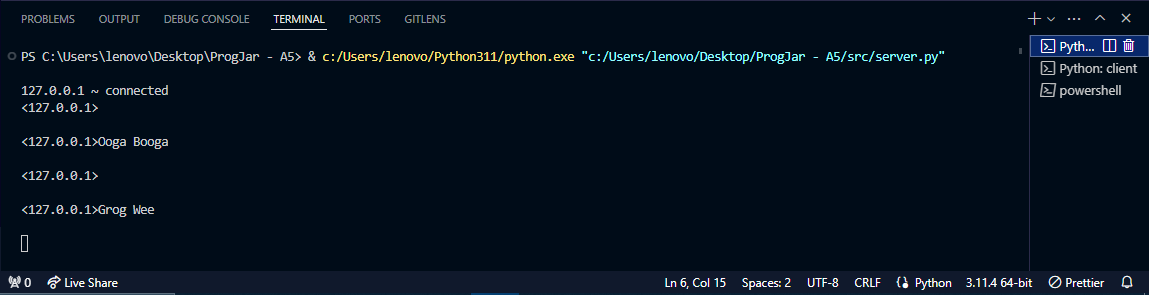 PROBLEMS OUTPUT DEBUG CONSOLE TERMINAL PORTS GITLENS
PS C:\Users\lenovo\Desktop\ProgJar - A5> & c:/Users/lenovo/Python311/python.exe "c:/Users/lenovo/Desktop/ProgJar - A5/src/server.py"
127.0.0.1 ~ connected
<127.0.0.1>
<127.0.0.1>Ooga Booga
<127.0.0.1>
<127.0.0.1>Grog Wee
Pyth...
Python: client
powershell
0 Live Share Ln 6, Col 15 Spaces: 2 UTF-8 CRLF Python 3.11.4 64-bit Prettier